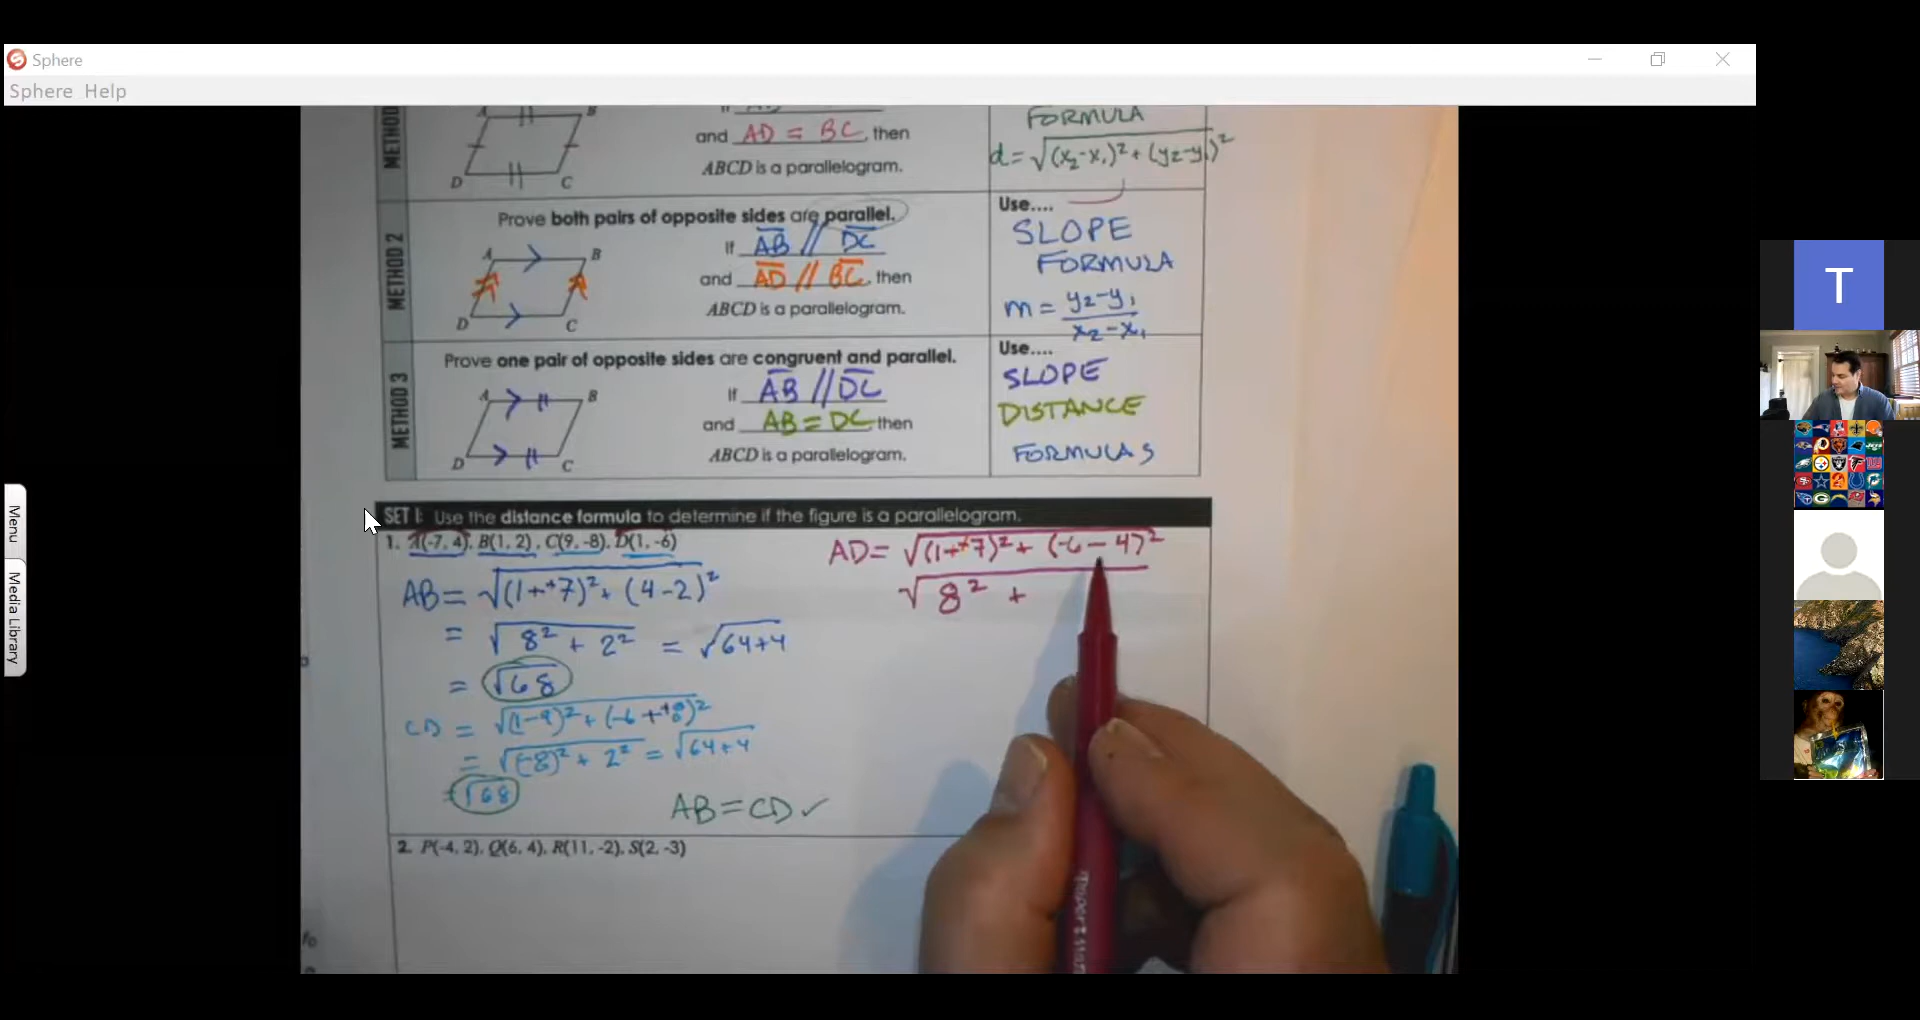 Sphere
Sphere Help
METHOD
A B
D C
and AD = BC, then
ABCD is a parallelogram.
FORMULA
d = √(x₂-x₁)² + (y₂-y₁)²
METHOD 2
Prove both pairs of opposite sides are parallel.
A B
D C
If AB // DC
and AD // BC, then
ABCD is a parallelogram.
Use....
SLOPE
FORMULA
m = y₂-y₁
x₂-x₁
METHOD 3
Prove one pair of opposite sides are congruent and parallel.
A B
D C
If AB // DC
and AB = DC, then
ABCD is a parallelogram.
Use....
SLOPE
DISTANCE
FORMULAS
Menu
Media Library
SET I: Use the distance formula to determine if the figure is a parallelogram.
1. A(-7, 4), B(1, 2), C(9, -8), D(1, -6)
AB = √(1++7)² + (4-2)²
= √8² + 2² = √64+4
= √68
CD = √(1-9)² + (-6++8)²
= √(-8)² + 2² = √64+4
= √68
AB = CD ✓
AD = √(1++7)² + (-6-4)²
√8² +
2. P(-4, 2), Q(6, 4), R(11, -2), S(2, -3)
T